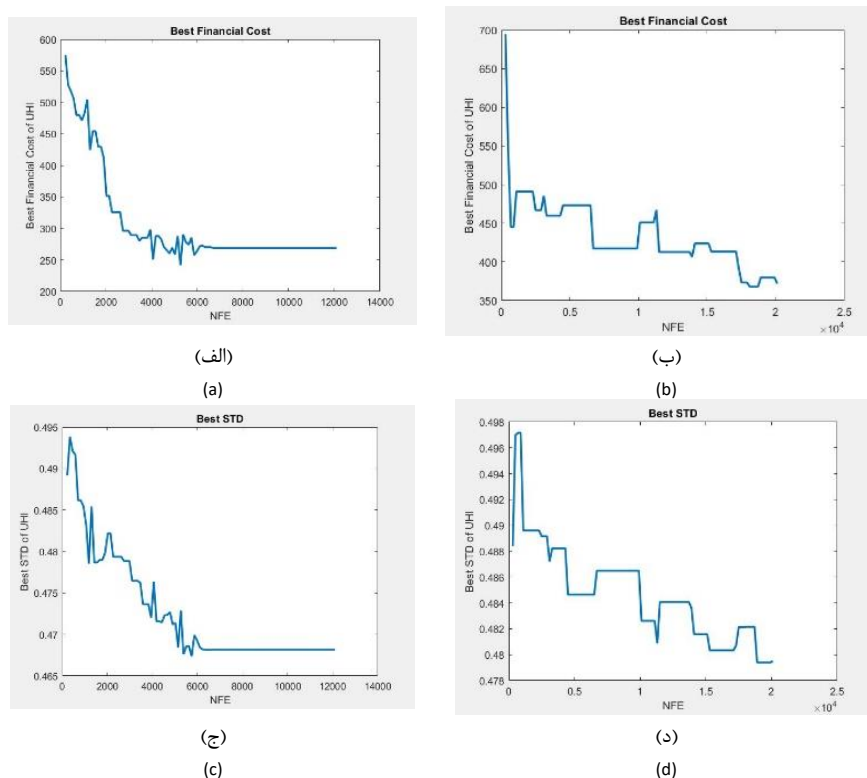 Best Financial Cost
600
550
500
450
400
350
300
250
200
Best Financial Cost of UHI
0 2000 4000 6000 8000 10000 12000 14000
NFE
(الف)
(a)
Best Financial Cost
700
650
600
550
500
450
400
350
Best Financial Cost of UHI
0 0.5 1 1.5 2 2.5
NFE
×10⁴
(ب)
(b)
Best STD
0.495
0.49
0.485
0.48
0.475
0.47
0.465
Best STD of UHI
0 2000 4000 6000 8000 10000 12000 14000
NFE
(ج)
(c)
Best STD
0.498
0.496
0.494
0.492
0.49
0.488
0.486
0.484
0.482
0.48
0.478
Best STD of UHI
0 0.5 1 1.5 2 2.5
NFE
×10⁴
(د)
(d)